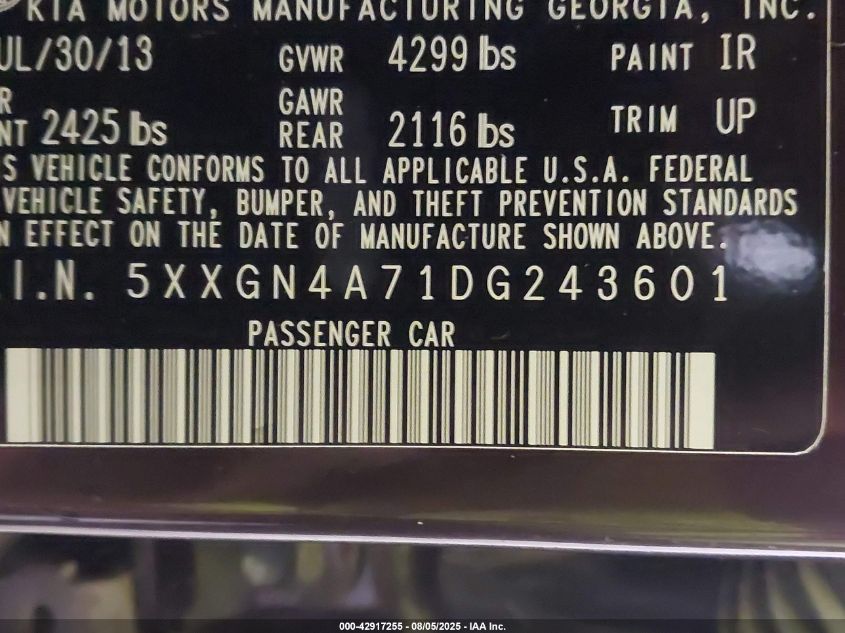 KIA MOTORS MANUFACTURING GEORGIA, INC.
UL/30/13 GVWR 4299 lbs PAINT IR
R GAWR
NT 2425 lbs REAR 2116 lbs TRIM UP
S VEHICLE CONFORMS TO ALL APPLICABLE U.S.A. FEDERAL
VEHICLE SAFETY, BUMPER, AND THEFT PREVENTION STANDARDS
N EFFECT ON THE DATE OF MANUFACTURE SHOWN ABOVE.
.I.N. 5XXGN4A71DG243601
PASSENGER CAR
000-42917255 - 08/05/2025 - IAA Inc.